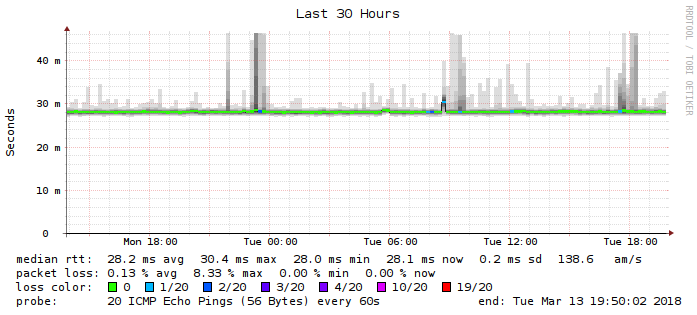 Last 30 Hours
RRDTOOL / TOBI OETIKER
Seconds
40 m
30 m
20 m
10 m
0
Mon 18:00 Tue 00:00 Tue 06:00 Tue 12:00 Tue 18:00
median rtt: 28.2 ms avg 30.4 ms max 28.0 ms min 28.1 ms now 0.2 ms sd 138.6 am/s
packet loss: 0.13 % avg 8.33 % max 0.00 % min 0.00 % now
loss color: 0 1/20 2/20 3/20 4/20 10/20 19/20
probe: 20 ICMP Echo Pings (56 Bytes) every 60s end: Tue Mar 13 19:50:02 2018